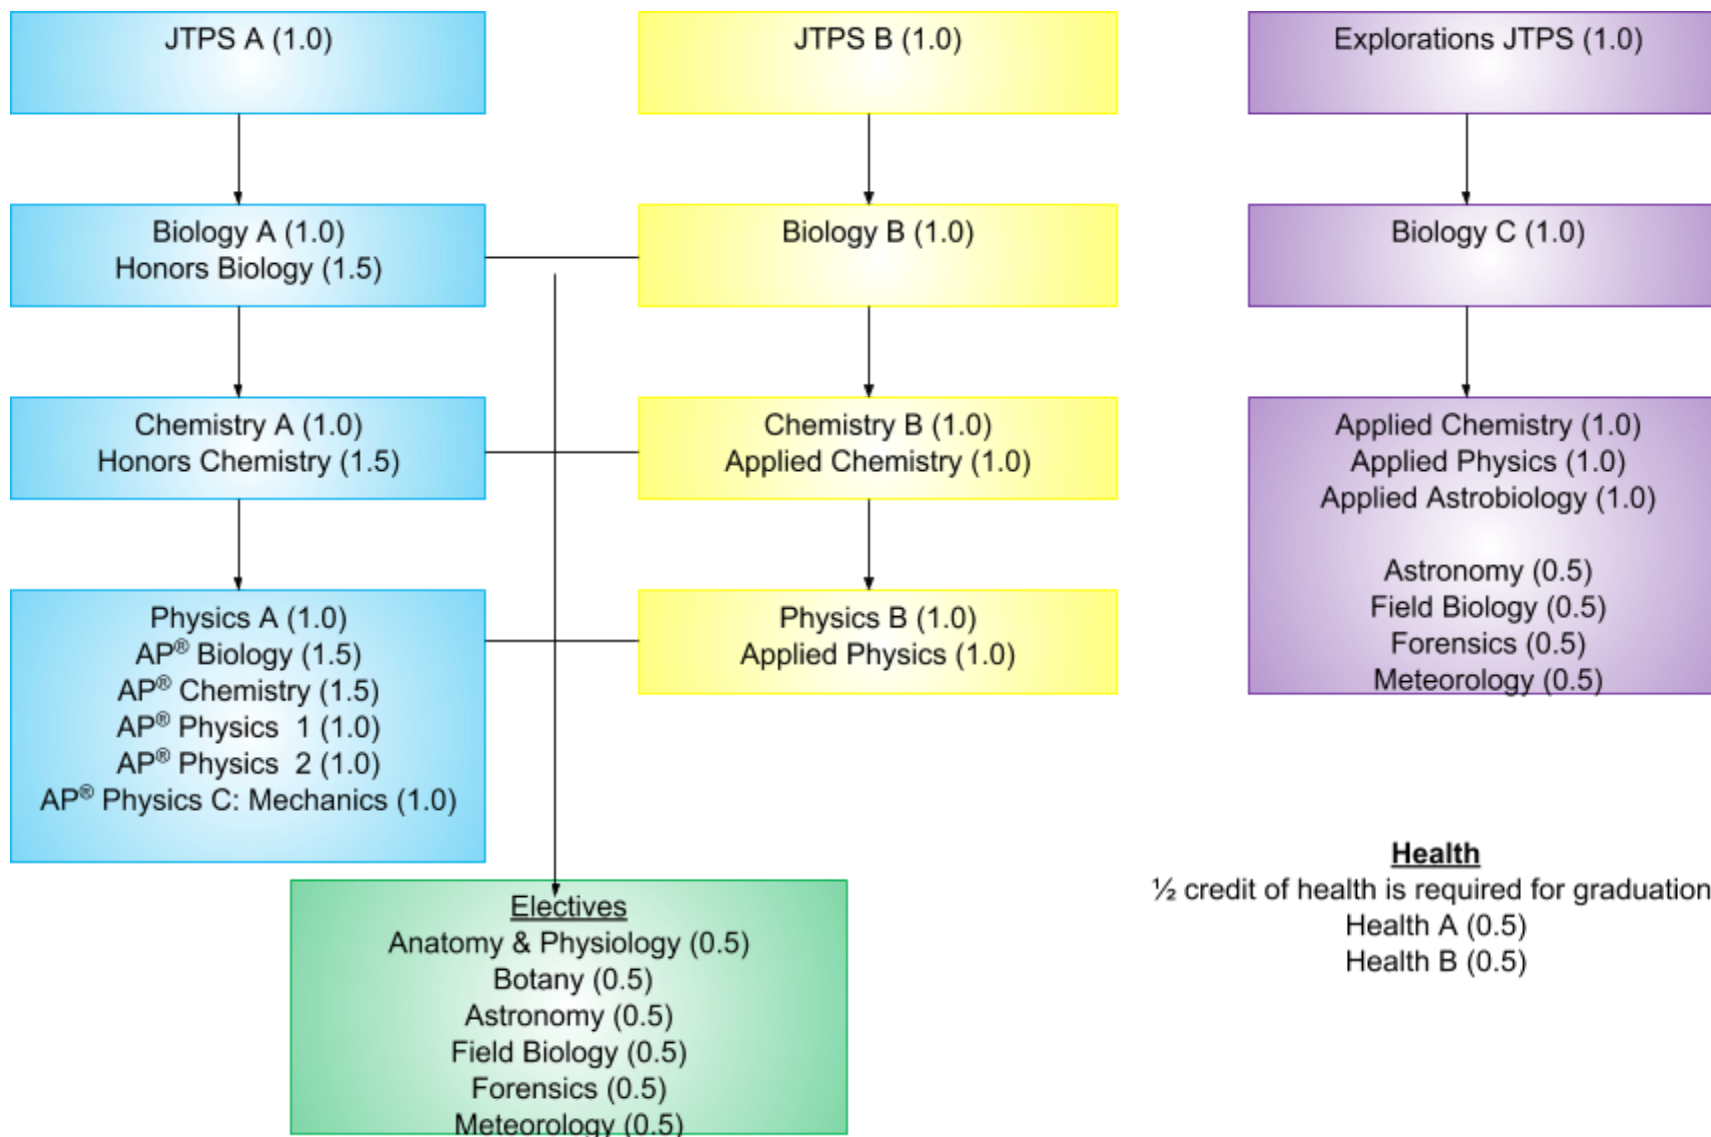 JTPS A (1.0)
JTPS B (1.0)
Explorations JTPS (1.0)
Biology A (1.0)
Honors Biology (1.5)
Biology B (1.0)
Biology C (1.0)
Chemistry A (1.0)
Honors Chemistry (1.5)
Chemistry B (1.0)
Applied Chemistry (1.0)
Applied Chemistry (1.0)
Applied Physics (1.0)
Applied Astrobiology (1.0)
Astronomy (0.5)
Field Biology (0.5)
Forensics (0.5)
Meteorology (0.5)
Physics A (1.0)
AP® Biology (1.5)
AP® Chemistry (1.5)
AP® Physics 1 (1.0)
AP® Physics 2 (1.0)
AP® Physics C: Mechanics (1.0)
Physics B (1.0)
Applied Physics (1.0)
Electives
Anatomy & Physiology (0.5)
Botany (0.5)
Astronomy (0.5)
Field Biology (0.5)
Forensics (0.5)
Meteorology (0.5)
Health
½ credit of health is required for graduation
Health A (0.5)
Health B (0.5)